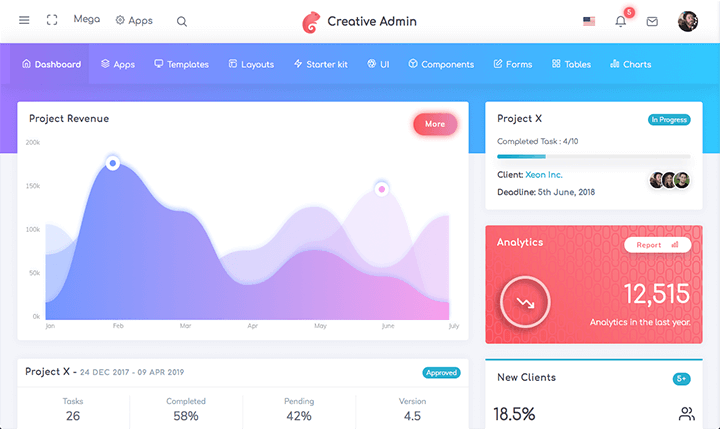 Mega Apps Creative Admin 5
Dashboard Apps Templates Layouts Starter kit UI Components Forms Tables Charts
Project Revenue
More
200k
150k
100k
50k
0k
Jan Feb Mar Apr May June July
Project X
In Progress
Completed Task : 4/10
Client: Xeon Inc.
Deadline: 5th June, 2018
Analytics
Report
12,515
Analytics in the last year.
Project X - 24 DEC 2017 - 09 APR 2019
Approved
Tasks Completed Pending Version
26 58% 42% 4.5
New Clients
5+
18.5%